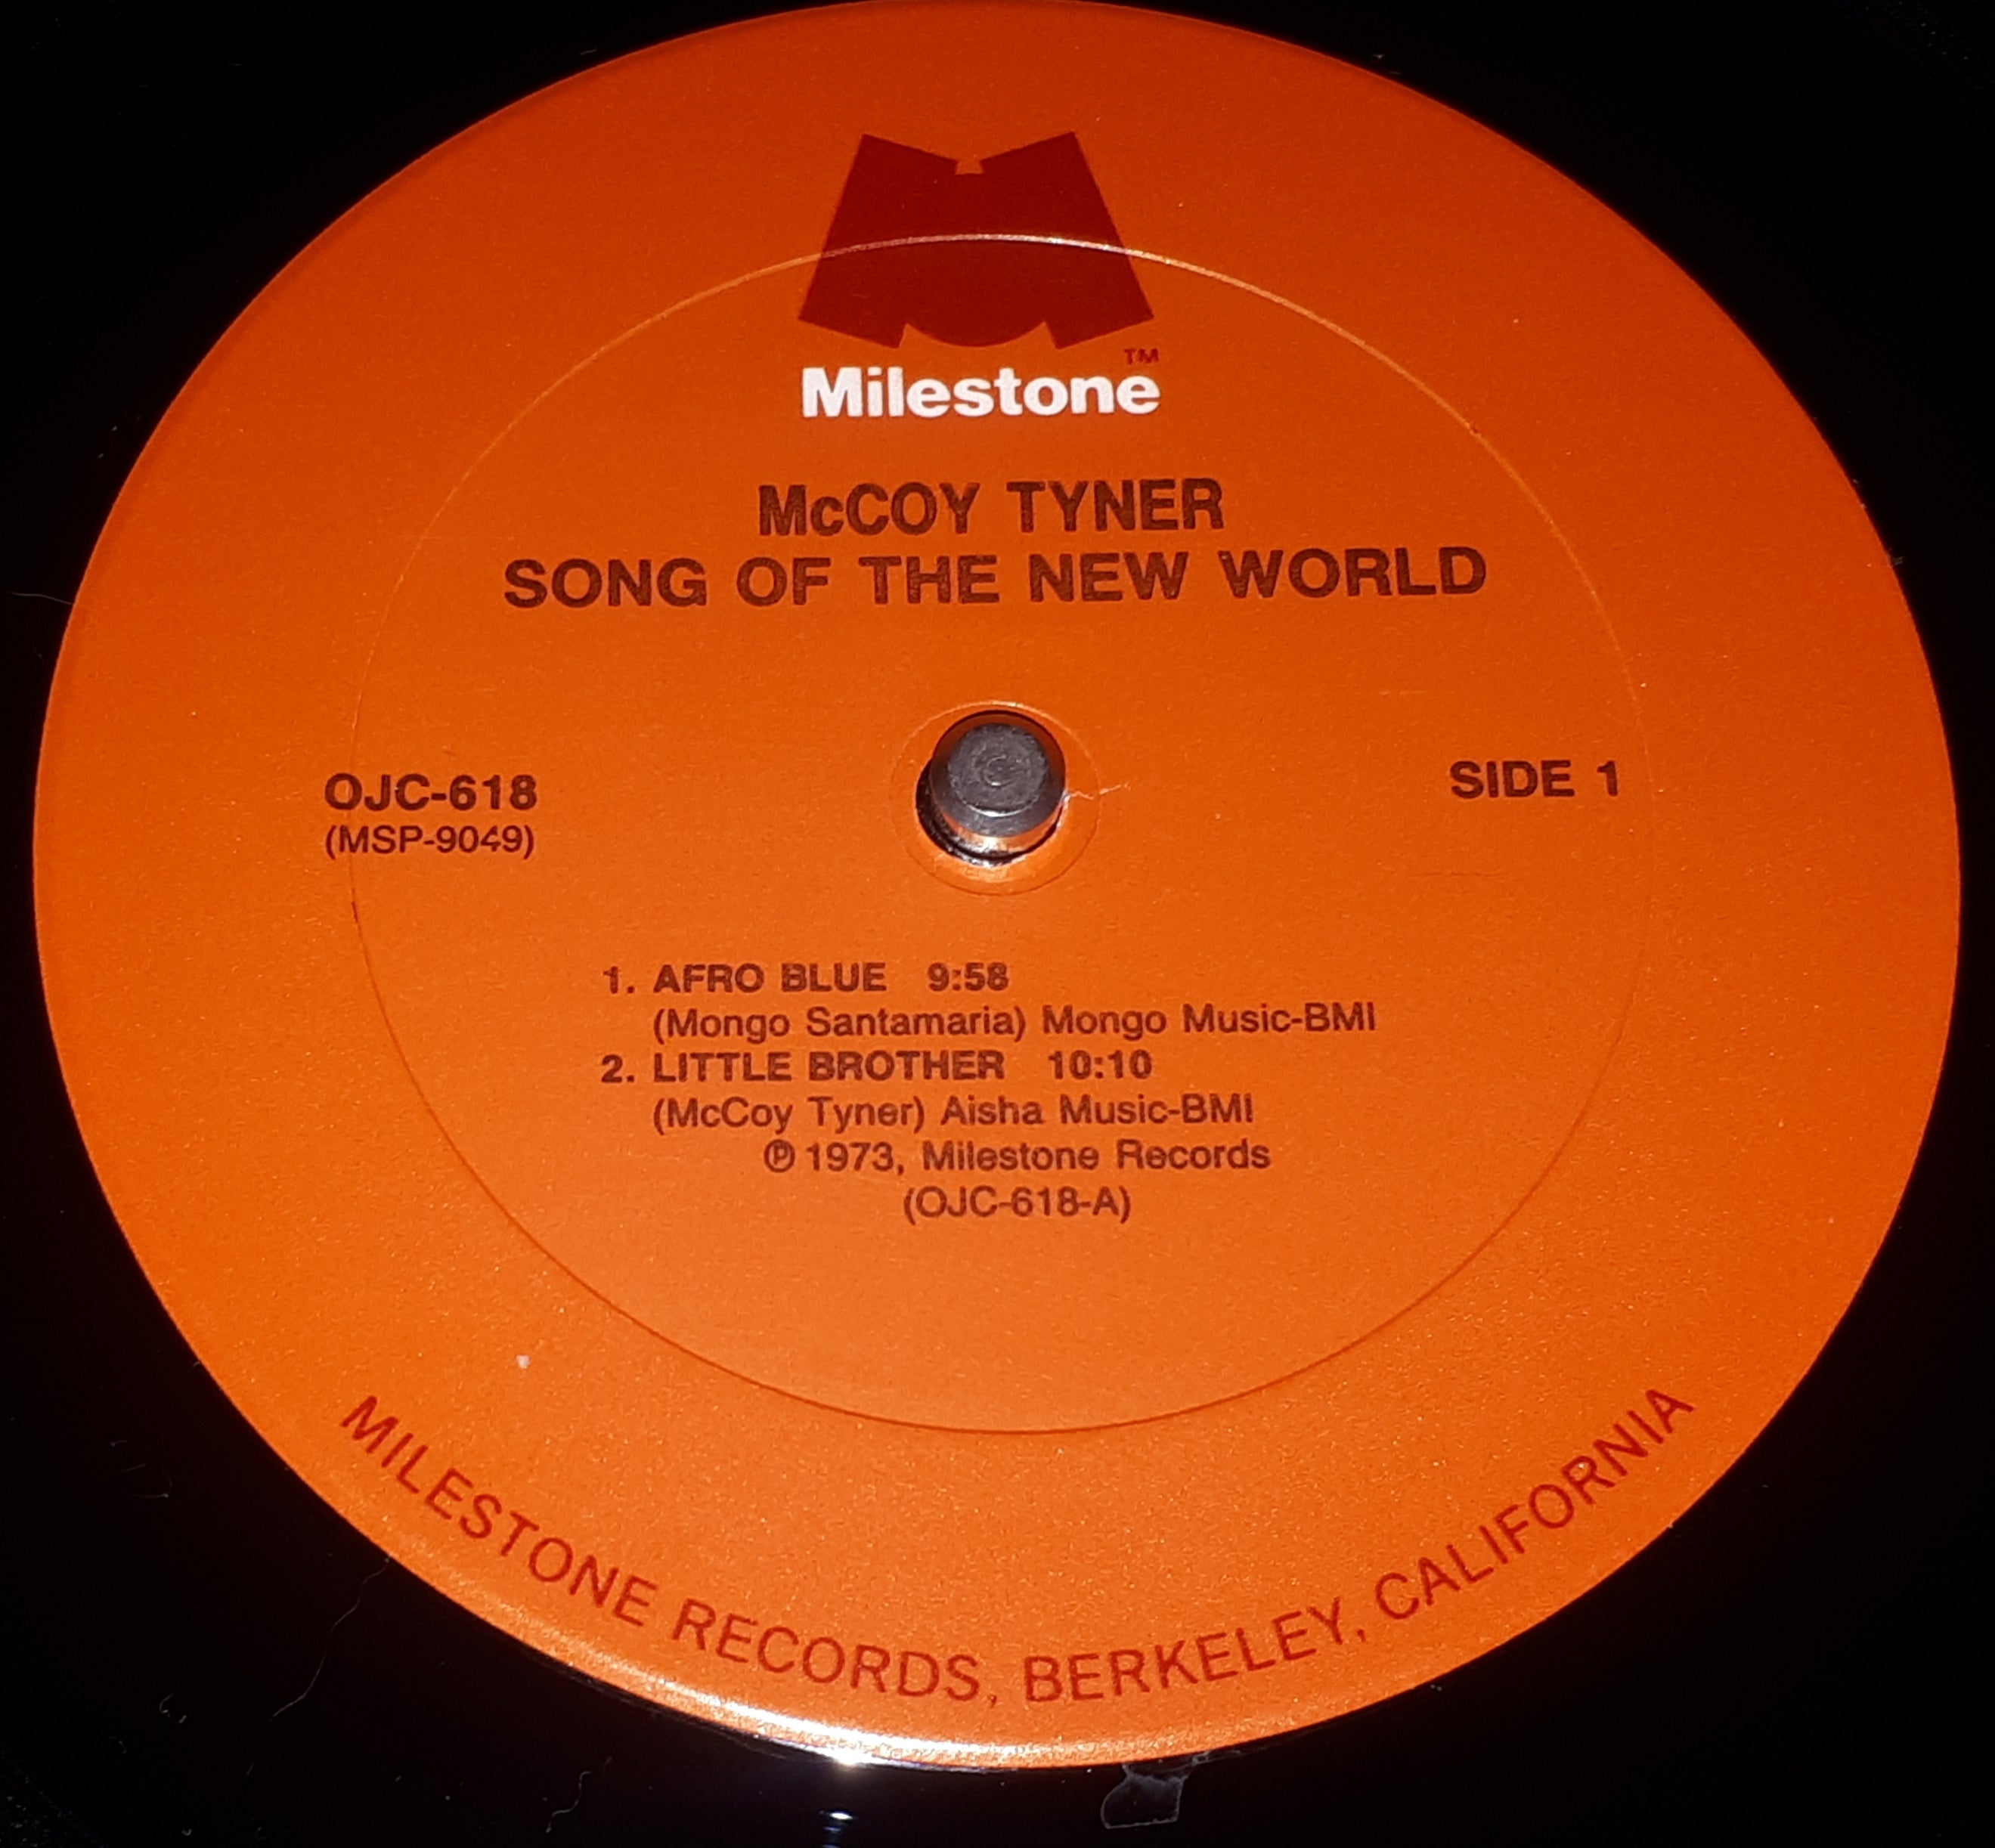 TM
Milestone
McCOY TYNER
SONG OF THE NEW WORLD
OJC-618
(MSP-9049)
SIDE 1
1. AFRO BLUE 9:58
(Mongo Santamaria) Mongo Music-BMI
2. LITTLE BROTHER 10:10
(McCoy Tyner) Aisha Music-BMI
℗ 1973, Milestone Records
(OJC-618-A)
MILESTONE RECORDS, BERKELEY, CALIFORNIA